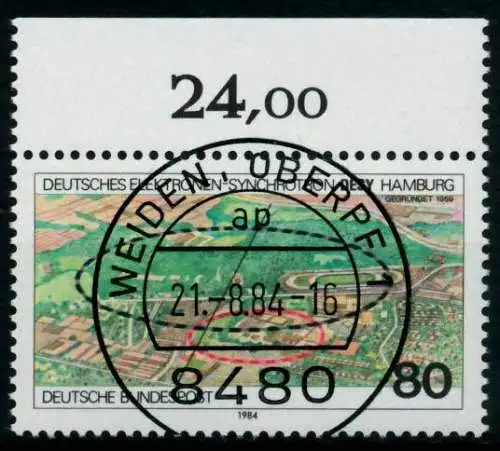 24,00
DEUTSCHES ELEKTRONEN-SYNCHROTRON DESY HAMBURG
GEGRÜNDET 1959
WEIDEN, OBERPF 1
ap
21.-8.84-16
8480
80
DEUTSCHE BUNDESPOST
1984